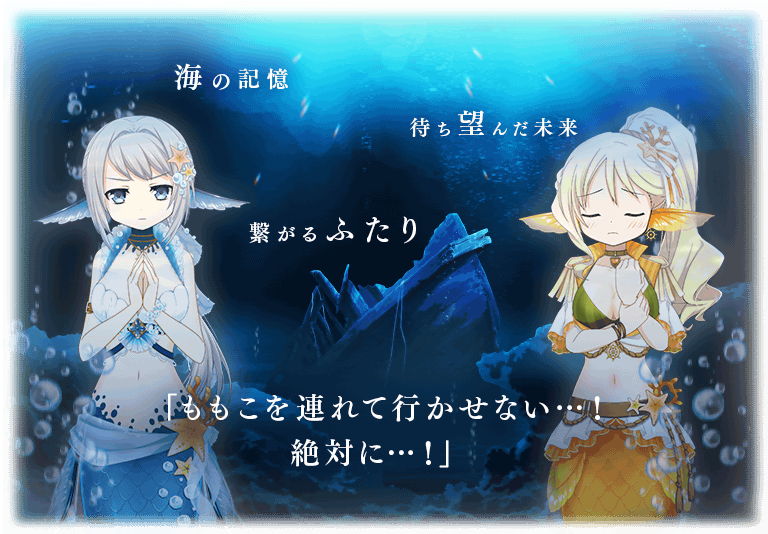 海の記憶
待ち望んだ未来
繋がるふたり
「ももこを連れて行かせない…！
絶対に…！」